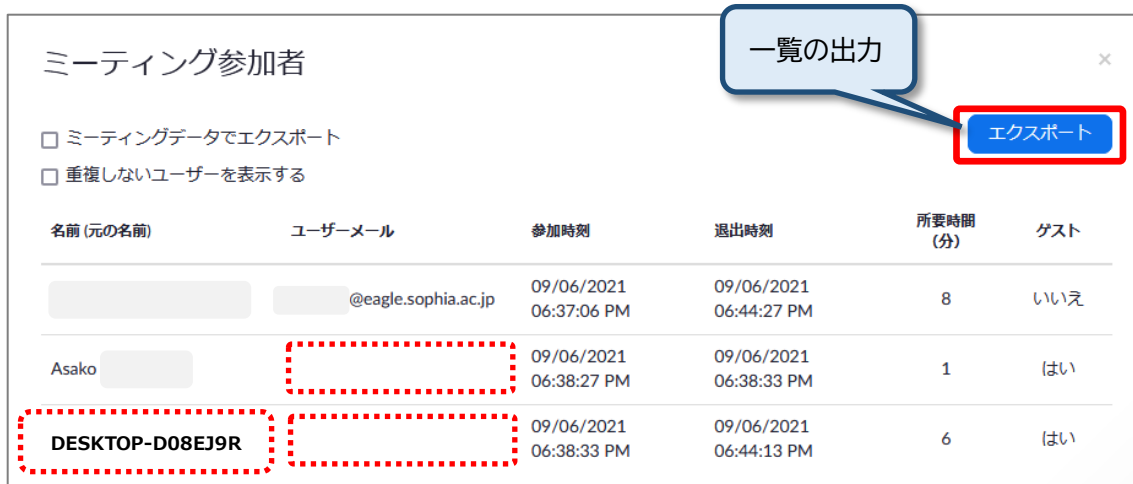 一覧の出力
ミーティング参加者
×
ミーティングデータでエクスポート
エクスポート
重複しないユーザーを表示する
名前 (元の名前) ユーザーメール 参加時刻 退出時刻 所要時間 (分) ゲスト
@eagle.sophia.ac.jp 09/06/2021 06:37:06 PM 09/06/2021 06:44:27 PM 8 いいえ
Asako 09/06/2021 06:38:27 PM 09/06/2021 06:38:33 PM 1 はい
DESKTOP-D08EJ9R 09/06/2021 06:38:33 PM 09/06/2021 06:44:13 PM 6 はい